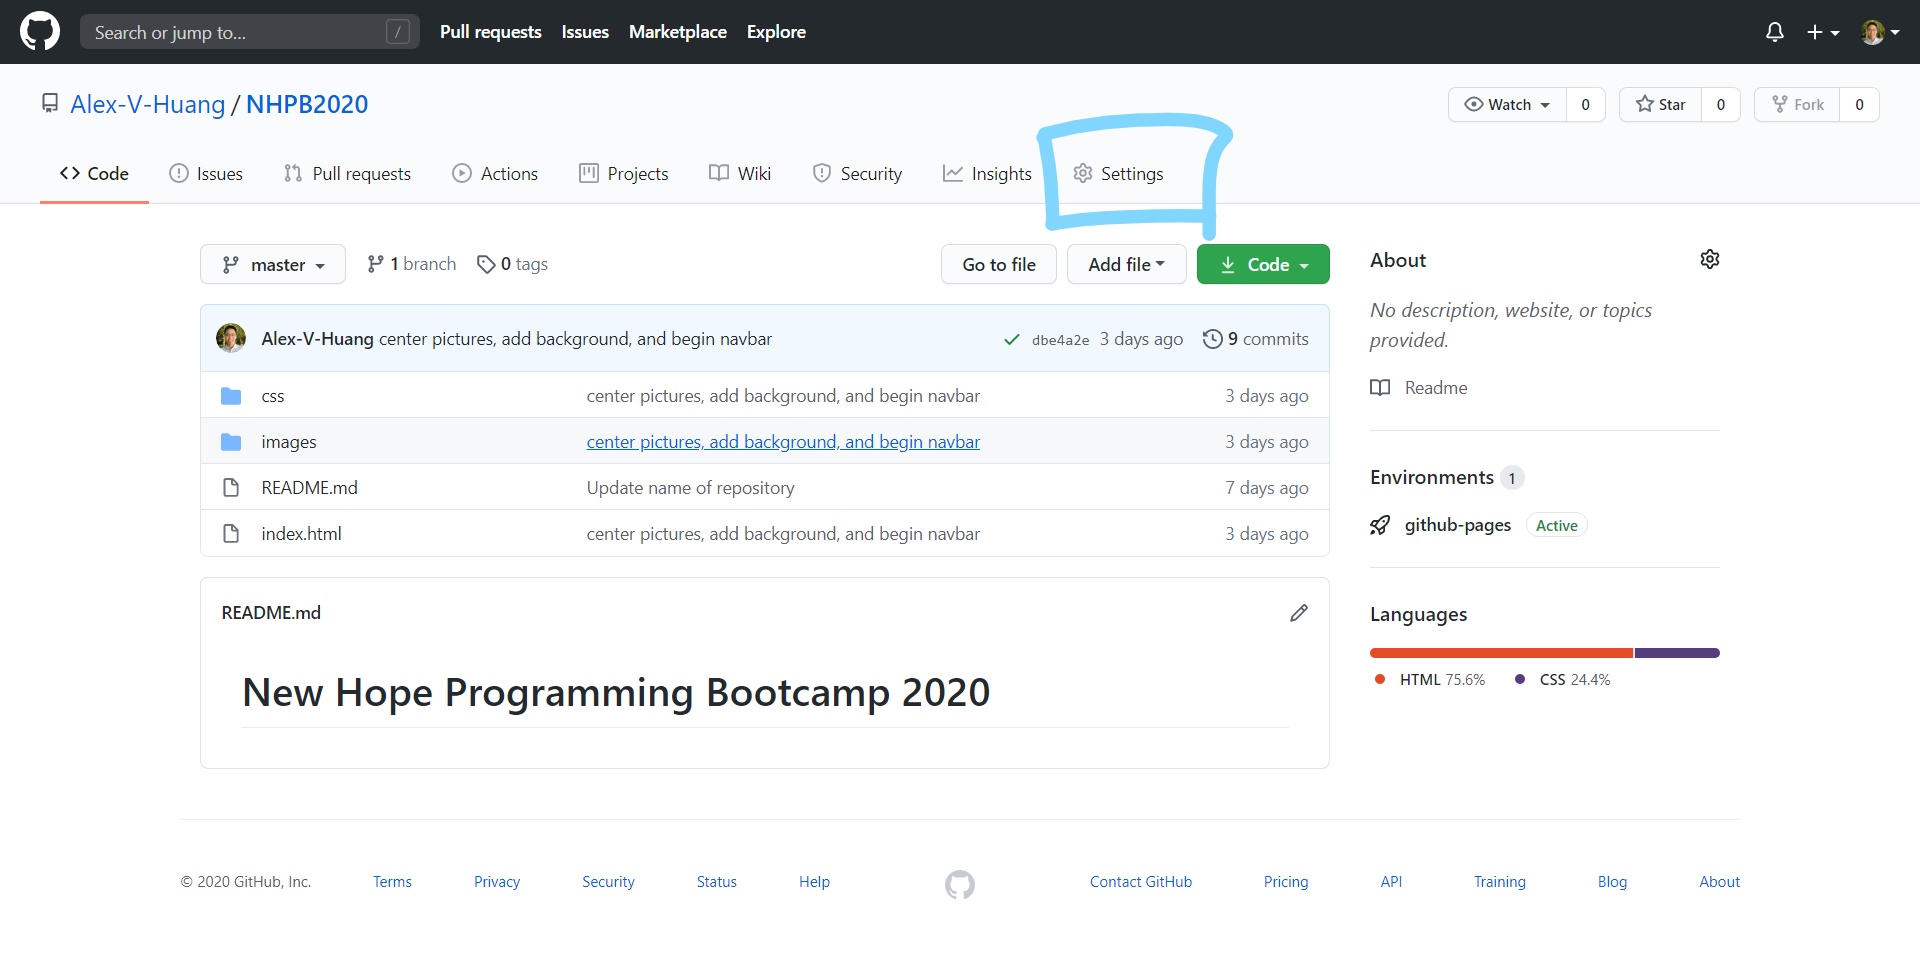 Search or jump to... /
Pull requests Issues Marketplace Explore
Alex-V-Huang / NHPB2020
Watch 0 Star 0 Fork 0
Code Issues Pull requests Actions Projects Wiki Security Insights Settings
master 1 branch 0 tags
Go to file Add file Code
Alex-V-Huang center pictures, add background, and begin navbar dbe4a2e 3 days ago 9 commits
css center pictures, add background, and begin navbar 3 days ago
images center pictures, add background, and begin navbar 3 days ago
README.md Update name of repository 7 days ago
index.html center pictures, add background, and begin navbar 3 days ago
README.md
New Hope Programming Bootcamp 2020
About
No description, website, or topics
provided.
Readme
Environments 1
github-pages Active
Languages
HTML 75.6% CSS 24.4%
© 2020 GitHub, Inc. Terms Privacy Security Status Help Contact GitHub Pricing API Training Blog About